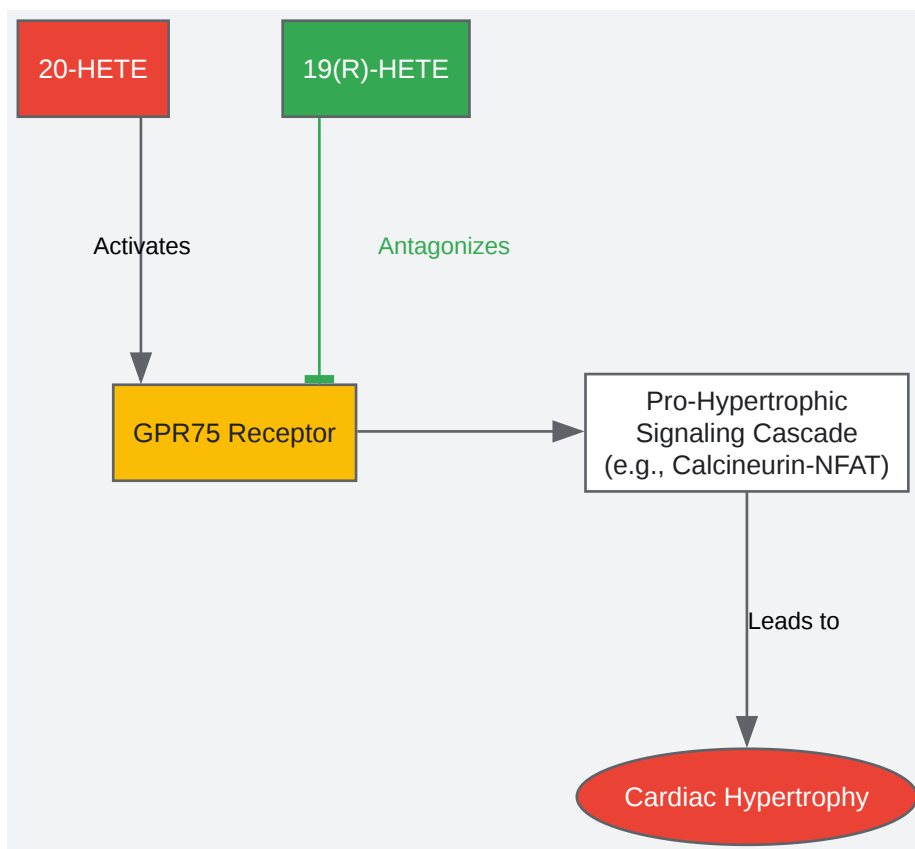 20-HETE
19(R)-HETE
Activates
Antagonizes
GPR75 Receptor
Pro-Hypertrophic
Signaling Cascade
(e.g., Calcineurin-NFAT)
Leads to
Cardiac Hypertrophy